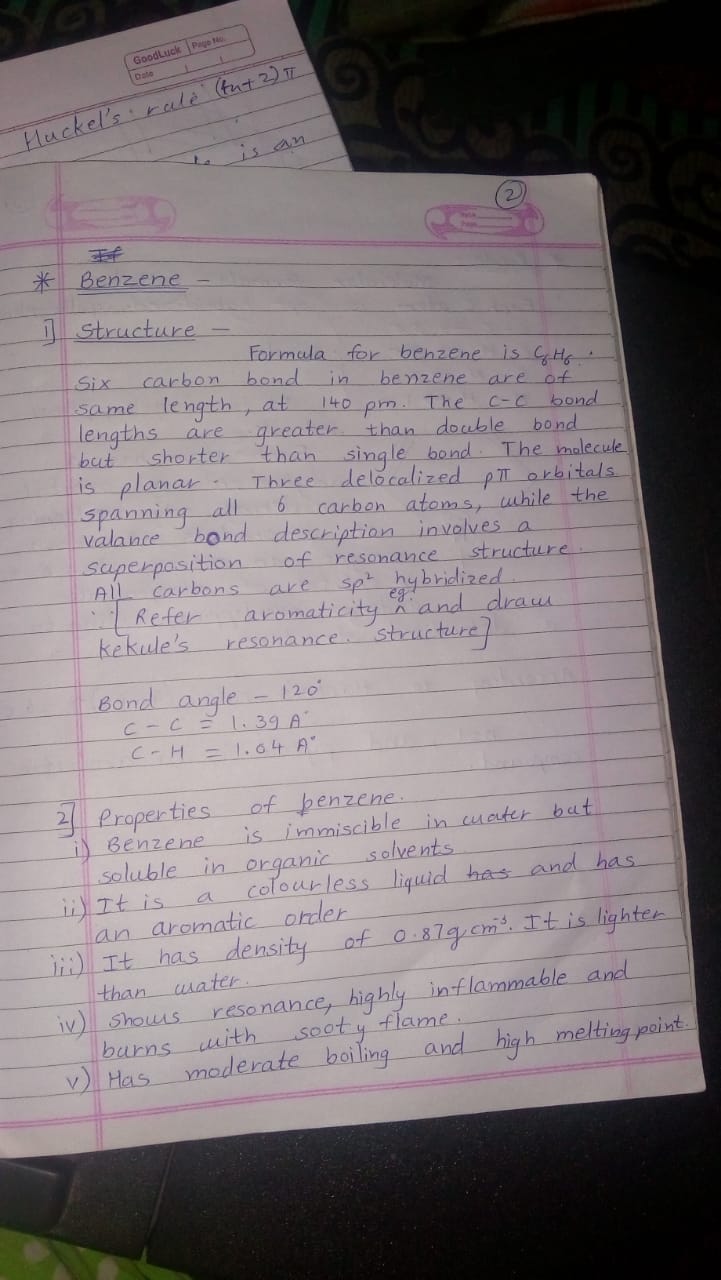 GoodLuck Page No.
Date
Huckel's rule (4n+2)π
is an
2
If
* Benzene -
1] Structure -
Formula for benzene is C6H6.
Six carbon bond in benzene are of
same length, at 140 pm. The C-C bond
lengths are greater than double bond
but shorter than single bond. The molecule
is planar. Three delocalized pπ orbitals
spanning all 6 carbon atoms, while the
valance bond description involves a
superposition of resonance structure.
All carbons are sp² hybridized.
[Refer aromaticity eg. ^ and draw
kekule's resonance. structure]
Bond angle - 120°
C - C = 1.39 A°
C - H = 1.04 A°
2] Properties of benzene.
i) Benzene is immiscible in water but
soluble in organic solvents
ii) It is a colourless liquid has and has
an aromatic order
iii) It has density of 0.87g cm⁻³. It is lighter
than water.
iv) Shows resonance, highly inflammable and
burns with sooty flame.
v) Has moderate boiling and high melting point.